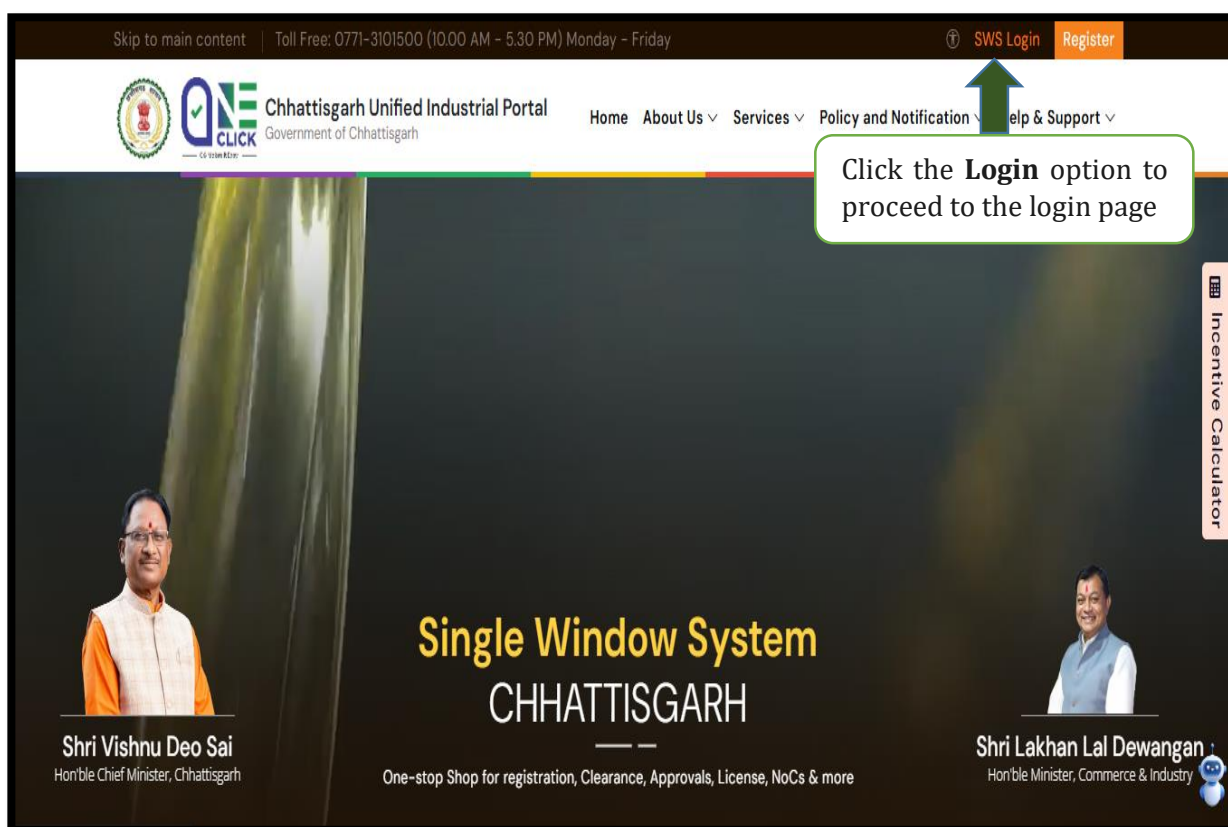 Skip to main content | Toll Free: 0771-3101500 (10.00 AM - 5.30 PM) Monday - Friday
SWS Login Register
ONE CLICK
Chhattisgarh Unified Industrial Portal
Government of Chhattisgarh
Home About Us Services Policy and Notification elp & Support
Click the Login option to
proceed to the login page
Incentive Calculator
Single Window System
CHHATTISGARH
One-stop Shop for registration, Clearance, Approvals, License, NoCs & more
Shri Vishnu Deo Sai
Hon'ble Chief Minister, Chhattisgarh
Shri Lakhan Lal Dewangan
Hon'ble Minister, Commerce & Industry